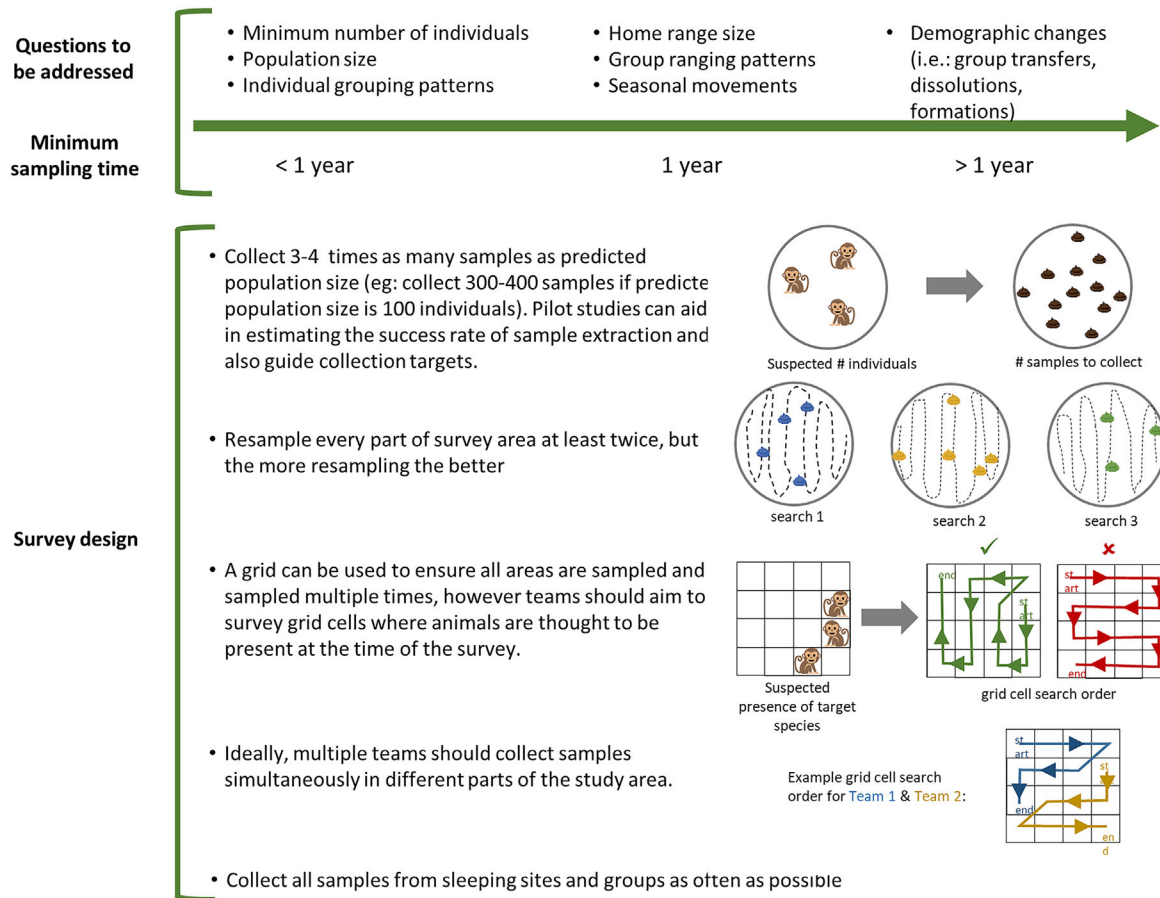 Questions to
be addressed
• Minimum number of individuals
• Population size
• Individual grouping patterns
• Home range size
• Group ranging patterns
• Seasonal movements
• Demographic changes
(i.e.: group transfers,
dissolutions,
formations)
Minimum
sampling time
< 1 year
1 year
> 1 year
Survey design
• Collect 3-4 times as many samples as predicted
population size (eg: collect 300-400 samples if predicte
population size is 100 individuals). Pilot studies can aid
in estimating the success rate of sample extraction and
also guide collection targets.
Suspected # individuals
# samples to collect
• Resample every part of survey area at least twice, but
the more resampling the better
search 1
search 2
search 3
• A grid can be used to ensure all areas are sampled and
sampled multiple times, however teams should aim to
survey grid cells where animals are thought to be
present at the time of the survey.
Suspected
presence of target
species
✓
end
st
art
✘
st
art
end
grid cell search order
• Ideally, multiple teams should collect samples
simultaneously in different parts of the study area.
Example grid cell search
order for Team 1 & Team 2:
st
art
st
art
end
en
d
• Collect all samples from sleeping sites and groups as often as possible